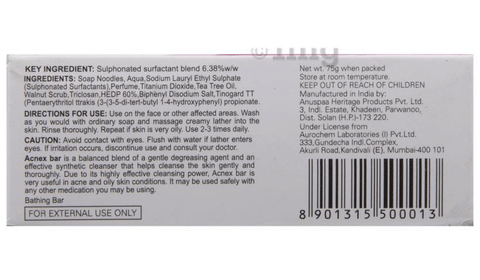 1mg
KEY INGREDIENT: Sulphonated surfactant blend 6.38%w/w
INGREDIENTS: Soap Noodles, Aqua,Sodium Lauryl Ethyl Sulphate
(Sulphonated Surfactants),Perfume,Titanium Dioxide,Tea Tree Oil,
Walnut Scrub,Triclosan,HEDP 60%,Biphenyl Disulfonil Salt,Tinogard TT
(Pentaerythritol ttrakis (3-(3-5-di-tert-butyl 1-4-hydroxyphenyl) propionate.
DIRECTIONS FOR USE: Use on the face or other affected areas. Wash
as you would with ordinary soap and massage creamy lather into the
skin. Rinse thoroughly. Repeat if skin is very oily. Use 2-3 times daily.
CAUTION: Avoid contact with eyes. Flush with water if lather enters
eyes. If irritation occurs, discontinue use and consult your doctor.
Acnex bar is a balanced blend of a gentle degreasing agent and an
effective synthetic cleanser that cleans the skin gently and
thoroughly. Due to its highly effective cleansing power, Acnex bar is
very useful in acne and oily skin conditions. It may be used safely with
any other medication you may be using.
Bathing Bar
FOR EXTERNAL USE ONLY
Net wt. 75g when packed
Store at room temperature.
KEEP OUT OF REACH OF CHILDREN
Manufactured in India by
Anuspaa Heritage Products Pvt. Ltd.
Kh. No. 3/1, Sector 3, Parwanoo,
Dist. Solan (H.P)-173 220.
Under License from
Aurochem Laboratories (I) Pvt.Ltd.
333,Gundecha Indl.Complex,
Akurli Road,Kandivali (E), Mumbai-400 101
8 901315 500013